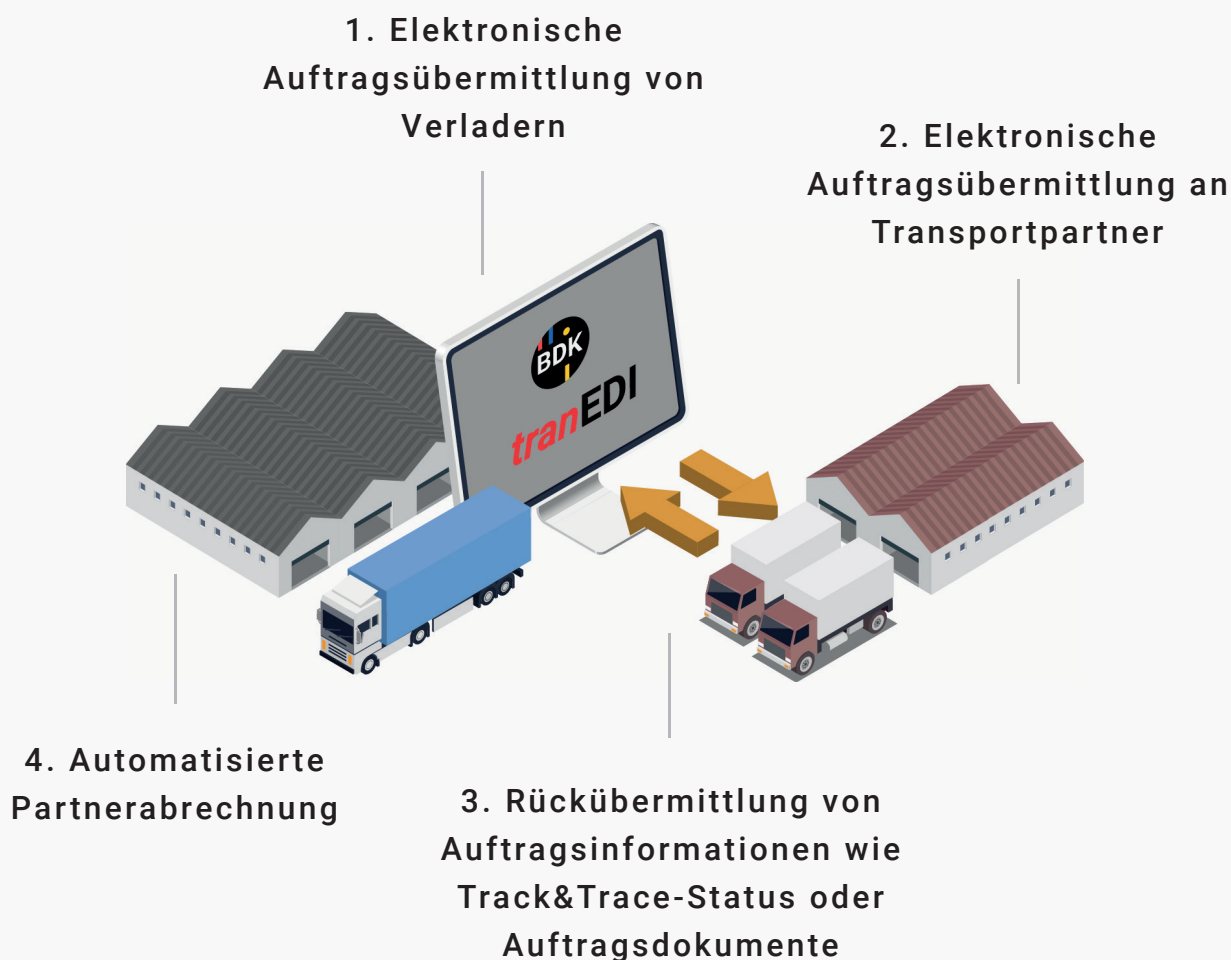 1. Elektronische
Auftragsübermittlung von
Verladern
2. Elektronische
Auftragsübermittlung an
Transportpartner
BDK
tranEDI
4. Automatisierte
Partnerabrechnung
3. Rückübermittlung von
Auftragsinformationen wie
Track&Trace-Status oder
Auftragsdokumente